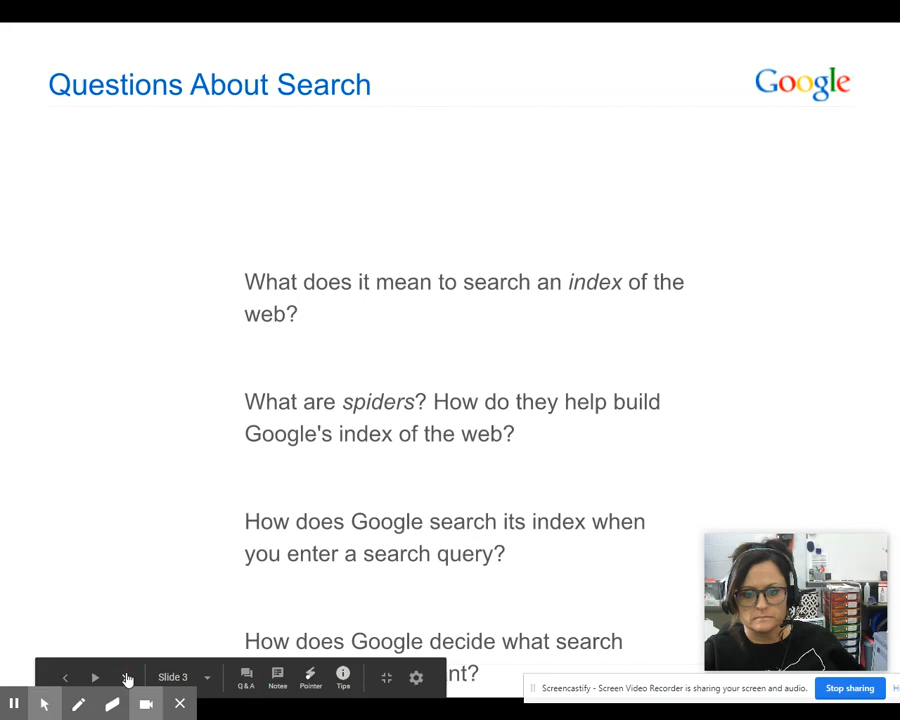 Questions About Search
Google
What does it mean to search an index of the
web?
What are spiders? How do they help build
Google's index of the web?
How does Google search its index when
you enter a search query?
How does Google decide what search
nt?
Slide 3
Q & A
Notes
Pointer
Tips
Screencastify - Screen Video Recorder is sharing your screen and audio.
Stop sharing
Hi